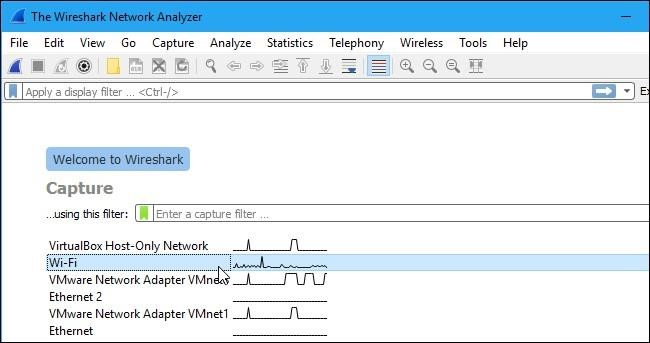 The Wireshark Network Analyzer
File Edit View Go Capture Analyze Statistics Telephony Wireless Tools Help
Apply a display filter ... <Ctrl-/>
Welcome to Wireshark
Capture
...using this filter: Enter a capture filter ...
VirtualBox Host-Only Network
Wi-Fi
VMware Network Adapter
Ethernet 2
VMware Network Adapter VMnet1
Ethernet